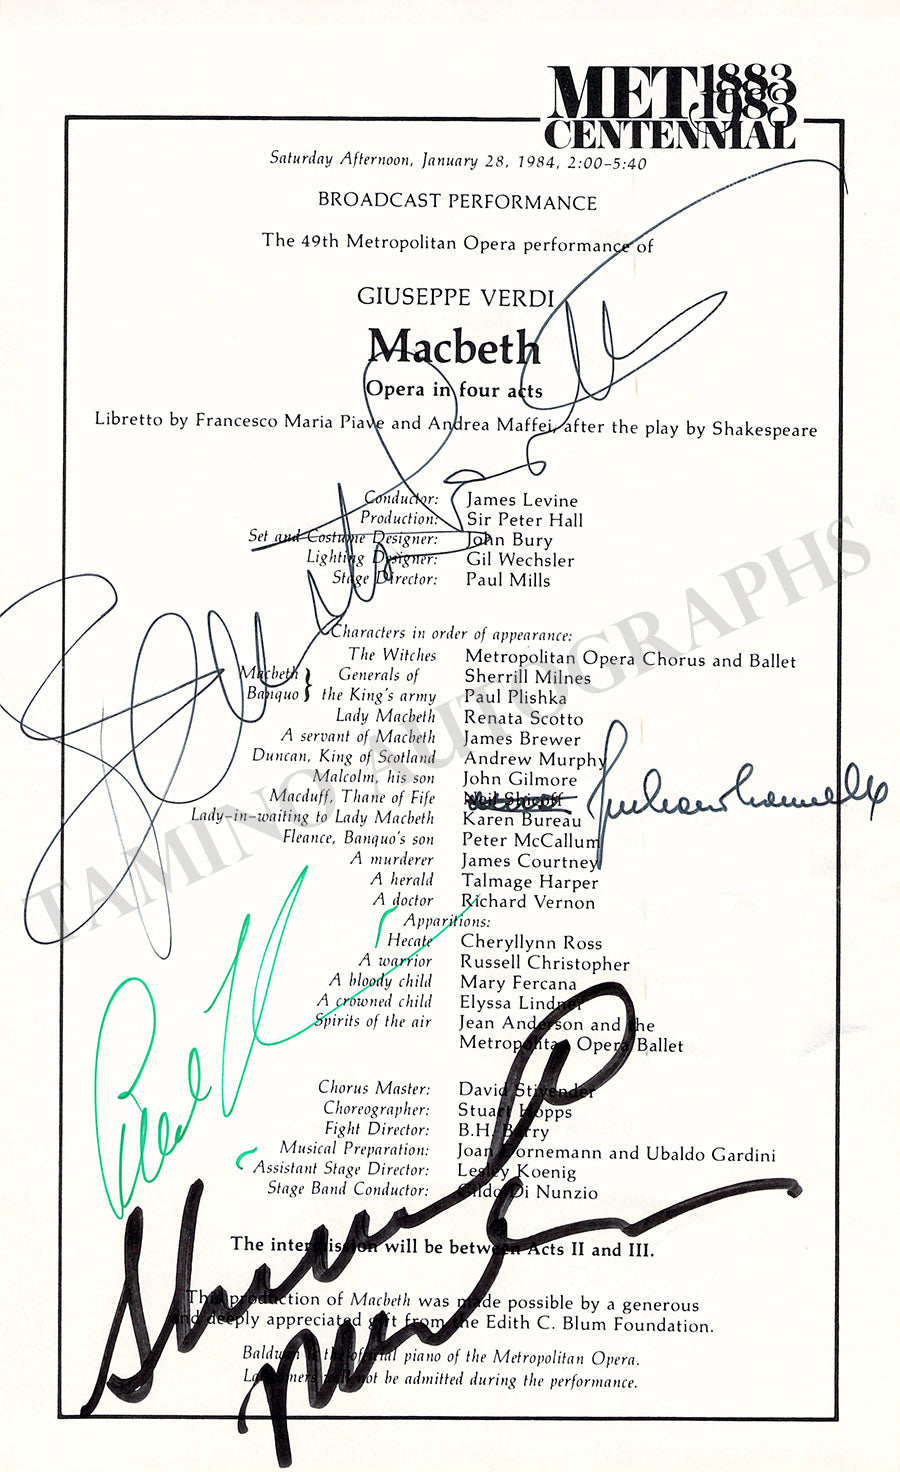 MET 1883 1983
CENTENNIAL
Saturday Afternoon, January 28, 1984, 2:00–5:40
BROADCAST PERFORMANCE
The 49th Metropolitan Opera performance of
GIUSEPPE VERDI
Macbeth
Opera in four acts
Libretto by Francesco Maria Piave and Andrea Maffei, after the play by Shakespeare
Conductor: James Levine
Production: Sir Peter Hall
Set and Costume Designer: John Bury
Lighting Designer: Gil Wechsler
Stage Director: Paul Mills
Characters in order of appearance:
The Witches Metropolitan Opera Chorus and Ballet
Macbeth } Generals of Sherrill Milnes
Banquo } the King's army Paul Plishka
Lady Macbeth Renata Scotto
A servant of Macbeth James Brewer
Duncan, King of Scotland Andrew Murphy
Malcolm, his son John Gilmore
Macduff, Thane of Fife Neil Shicoff Giuliano Ciannella
Lady-in-waiting to Lady Macbeth Karen Bureau
Fleance, Banquo's son Peter McCallum
A murderer James Courtney
A herald Talmage Harper
A doctor Richard Vernon
Apparitions:
Hecate Cheryllynn Ross
A warrior Russell Christopher
A bloody child Mary Fercana
A crowned child Elyssa Lindner
Spirits of the air Jean Anderson and the
Metropolitan Opera Ballet
Chorus Master: David Stivender
Choreographer: Stuart Hopps
Fight Director: B.H. Barry
Musical Preparation: Joan Dornemann and Ubaldo Gardini
Assistant Stage Director: Lesley Koenig
Stage Band Conductor: Gildo Di Nunzio
Renata Scotto
Paul Plishka
Sherrill
Milnes
The intermission will be between Acts II and III.
This production of Macbeth was made possible by a generous
and deeply appreciated gift from the Edith C. Blum Foundation.
Baldwin is the official piano of the Metropolitan Opera.
Latecomers will not be admitted during the performance.
TAMINO AUTOGRAPHS